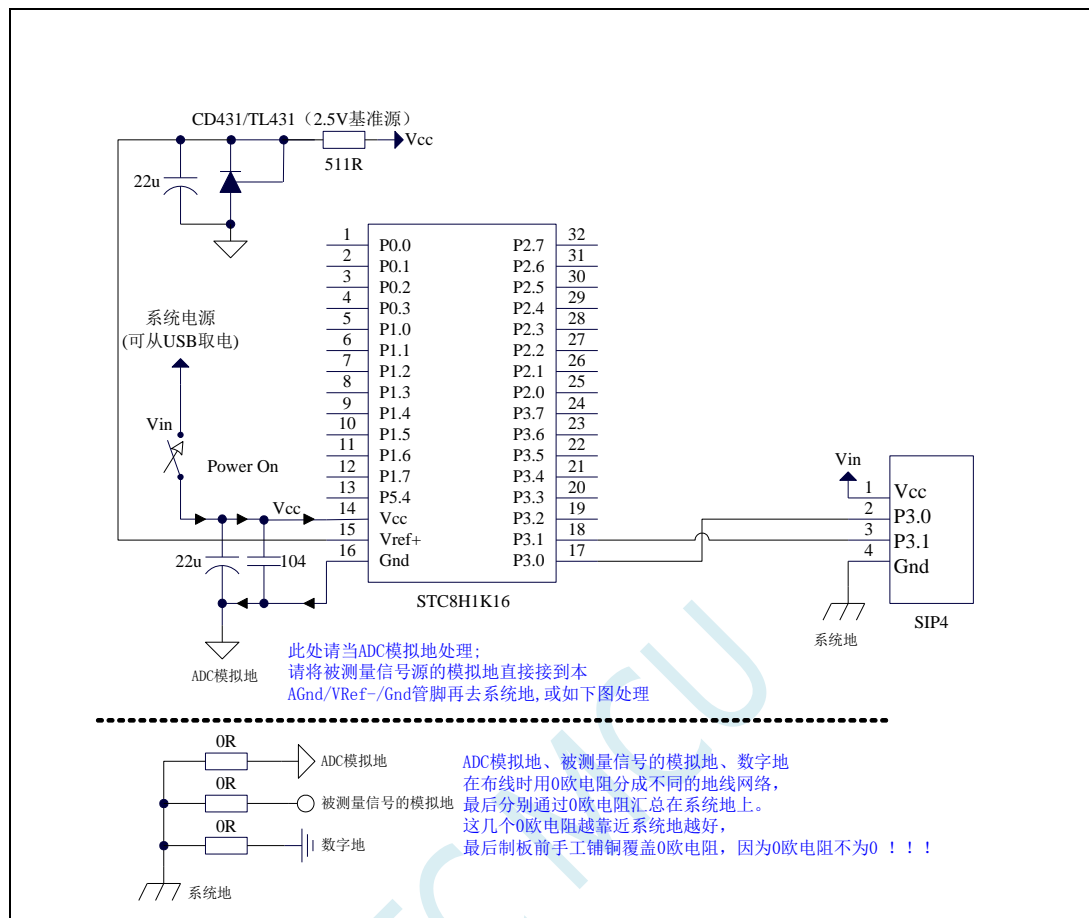 CD431/TL431（2.5V基准源）
Vcc
511R
22u
系统电源
(可从USB取电)
Vin
Power On
Vcc
22u
104
ADC模拟地
1 P0.0 P2.7 32
2 P0.1 P2.6 31
3 P0.2 P2.5 30
4 P0.3 P2.4 29
5 P1.0 P2.3 28
6 P1.1 P2.2 27
7 P1.2 P2.1 26
8 P1.3 P2.0 25
9 P1.4 P3.7 24
10 P1.5 P3.6 23
11 P1.6 P3.5 22
12 P1.7 P3.4 21
13 P5.4 P3.3 20
14 Vcc P3.2 19
15 Vref+ P3.1 18
16 Gnd P3.0 17
STC8H1K16
Vin
1 Vcc
2 P3.0
3 P3.1
4 Gnd
SIP4
系统地
此处请当ADC模拟地处理;
请将被测量信号源的模拟地直接接到本
AGnd/VRef-/Gnd管脚再去系统地,或如下图处理
0R
ADC模拟地
0R
被测量信号的模拟地
0R
数字地
系统地
ADC模拟地、被测量信号的模拟地、数字地
在布线时用0欧电阻分成不同的地线网络，
最后分别通过0欧电阻汇总在系统地上。
这几个0欧电阻越靠近系统地越好，
最后制板前手工铺铜覆盖0欧电阻，因为0欧电阻不为0 ！！！
MCU